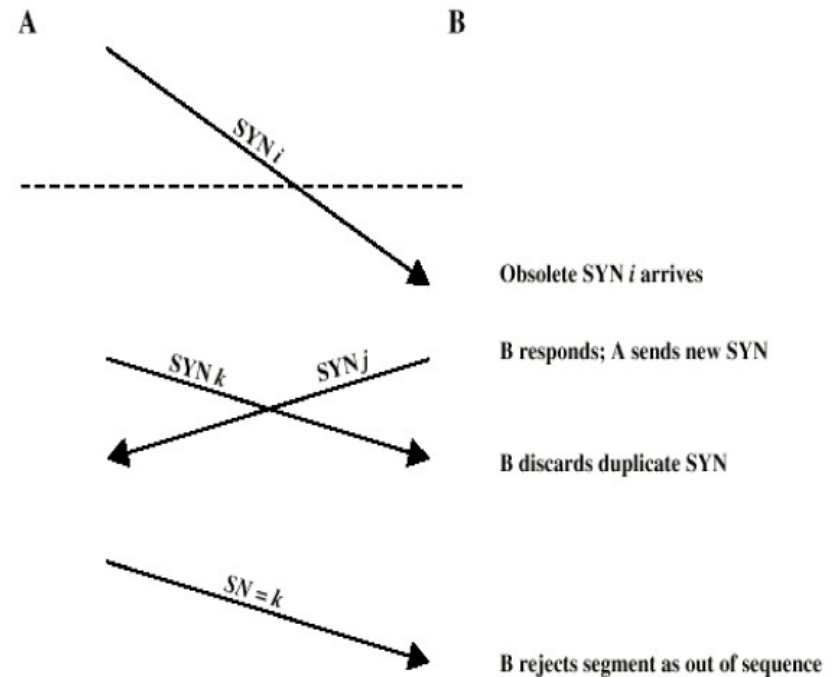 A
B
SYN i
Obsolete SYN i arrives
SYN k
SYN j
B responds; A sends new SYN
B discards duplicate SYN
SN = k
B rejects segment as out of sequence